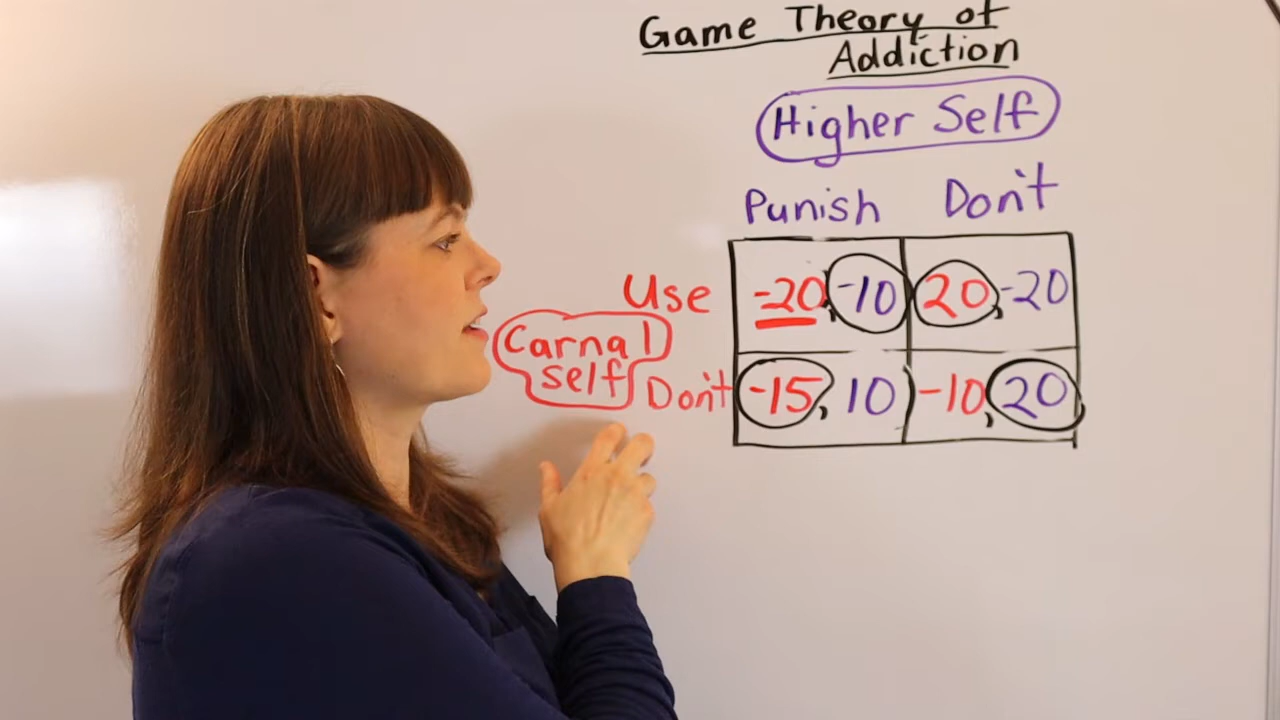 Game Theory of
Addiction
Higher Self
Punish Don't
Use -20, -10 20, -20
Carnal
self
Don't -15, 10 -10, 20